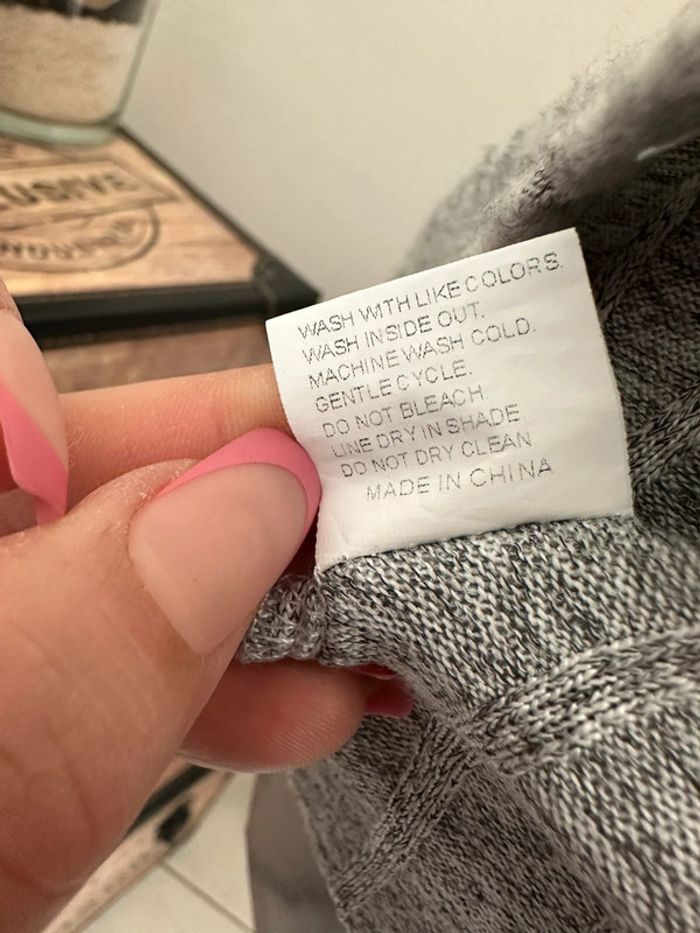 USIVE
WASH WITH LIKE COLORS.
WASH INSIDE OUT.
MACHINE WASH COLD.
GENTLE CYCLE.
DO NOT BLEACH.
LINE DRY IN SHADE
DO NOT DRY CLEAN
MADE IN CHINA